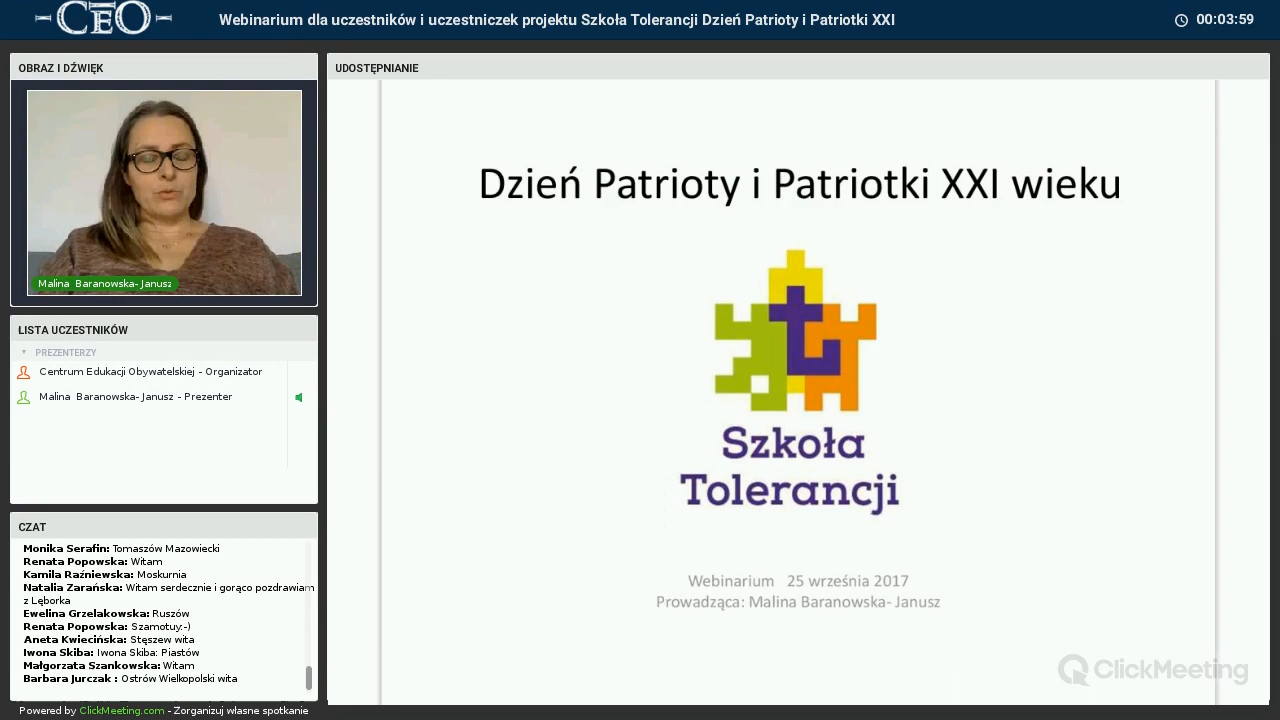 CEO
Webinarium dla uczestników i uczestniczek projektu Szkoła Tolerancji Dzień Patrioty i Patriotki XXI
00:03:59
OBRAZ I DŹWIĘK
Malina Baranowska- Janusz
LISTA UCZESTNIKÓW
PREZENTERZY
Centrum Edukacji Obywatelskiej - Organizator
Malina Baranowska- Janusz - Prezenter
CZAT
Monika Serafin: Tomaszów Mazowiecki
Renata Popowska: Witam
Kamila Raźniewska: Moskurnia
Natalia Zarańska: Witam serdecznie i gorąco pozdrawiam
z Lęborka
Ewelina Grzelakowska: Ruszów
Renata Popowska: Szamotuy:-)
Aneta Kwiecińska: Stęszew wita
Iwona Skiba: Iwona Skiba: Piastów
Małgorzata Szankowska: Witam
Barbara Jurczak : Ostrów Wielkopolski wita
Powered by ClickMeeting.com - Zorganizuj własne spotkanie
UDOSTĘPNIANIE
Dzień Patrioty i Patriotki XXI wieku
Szkoła
Tolerancji
Webinarium 25 września 2017
Prowadząca: Malina Baranowska- Janusz
ClickMeeting